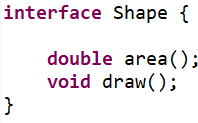 interface Shape {
double area();
void draw();
}